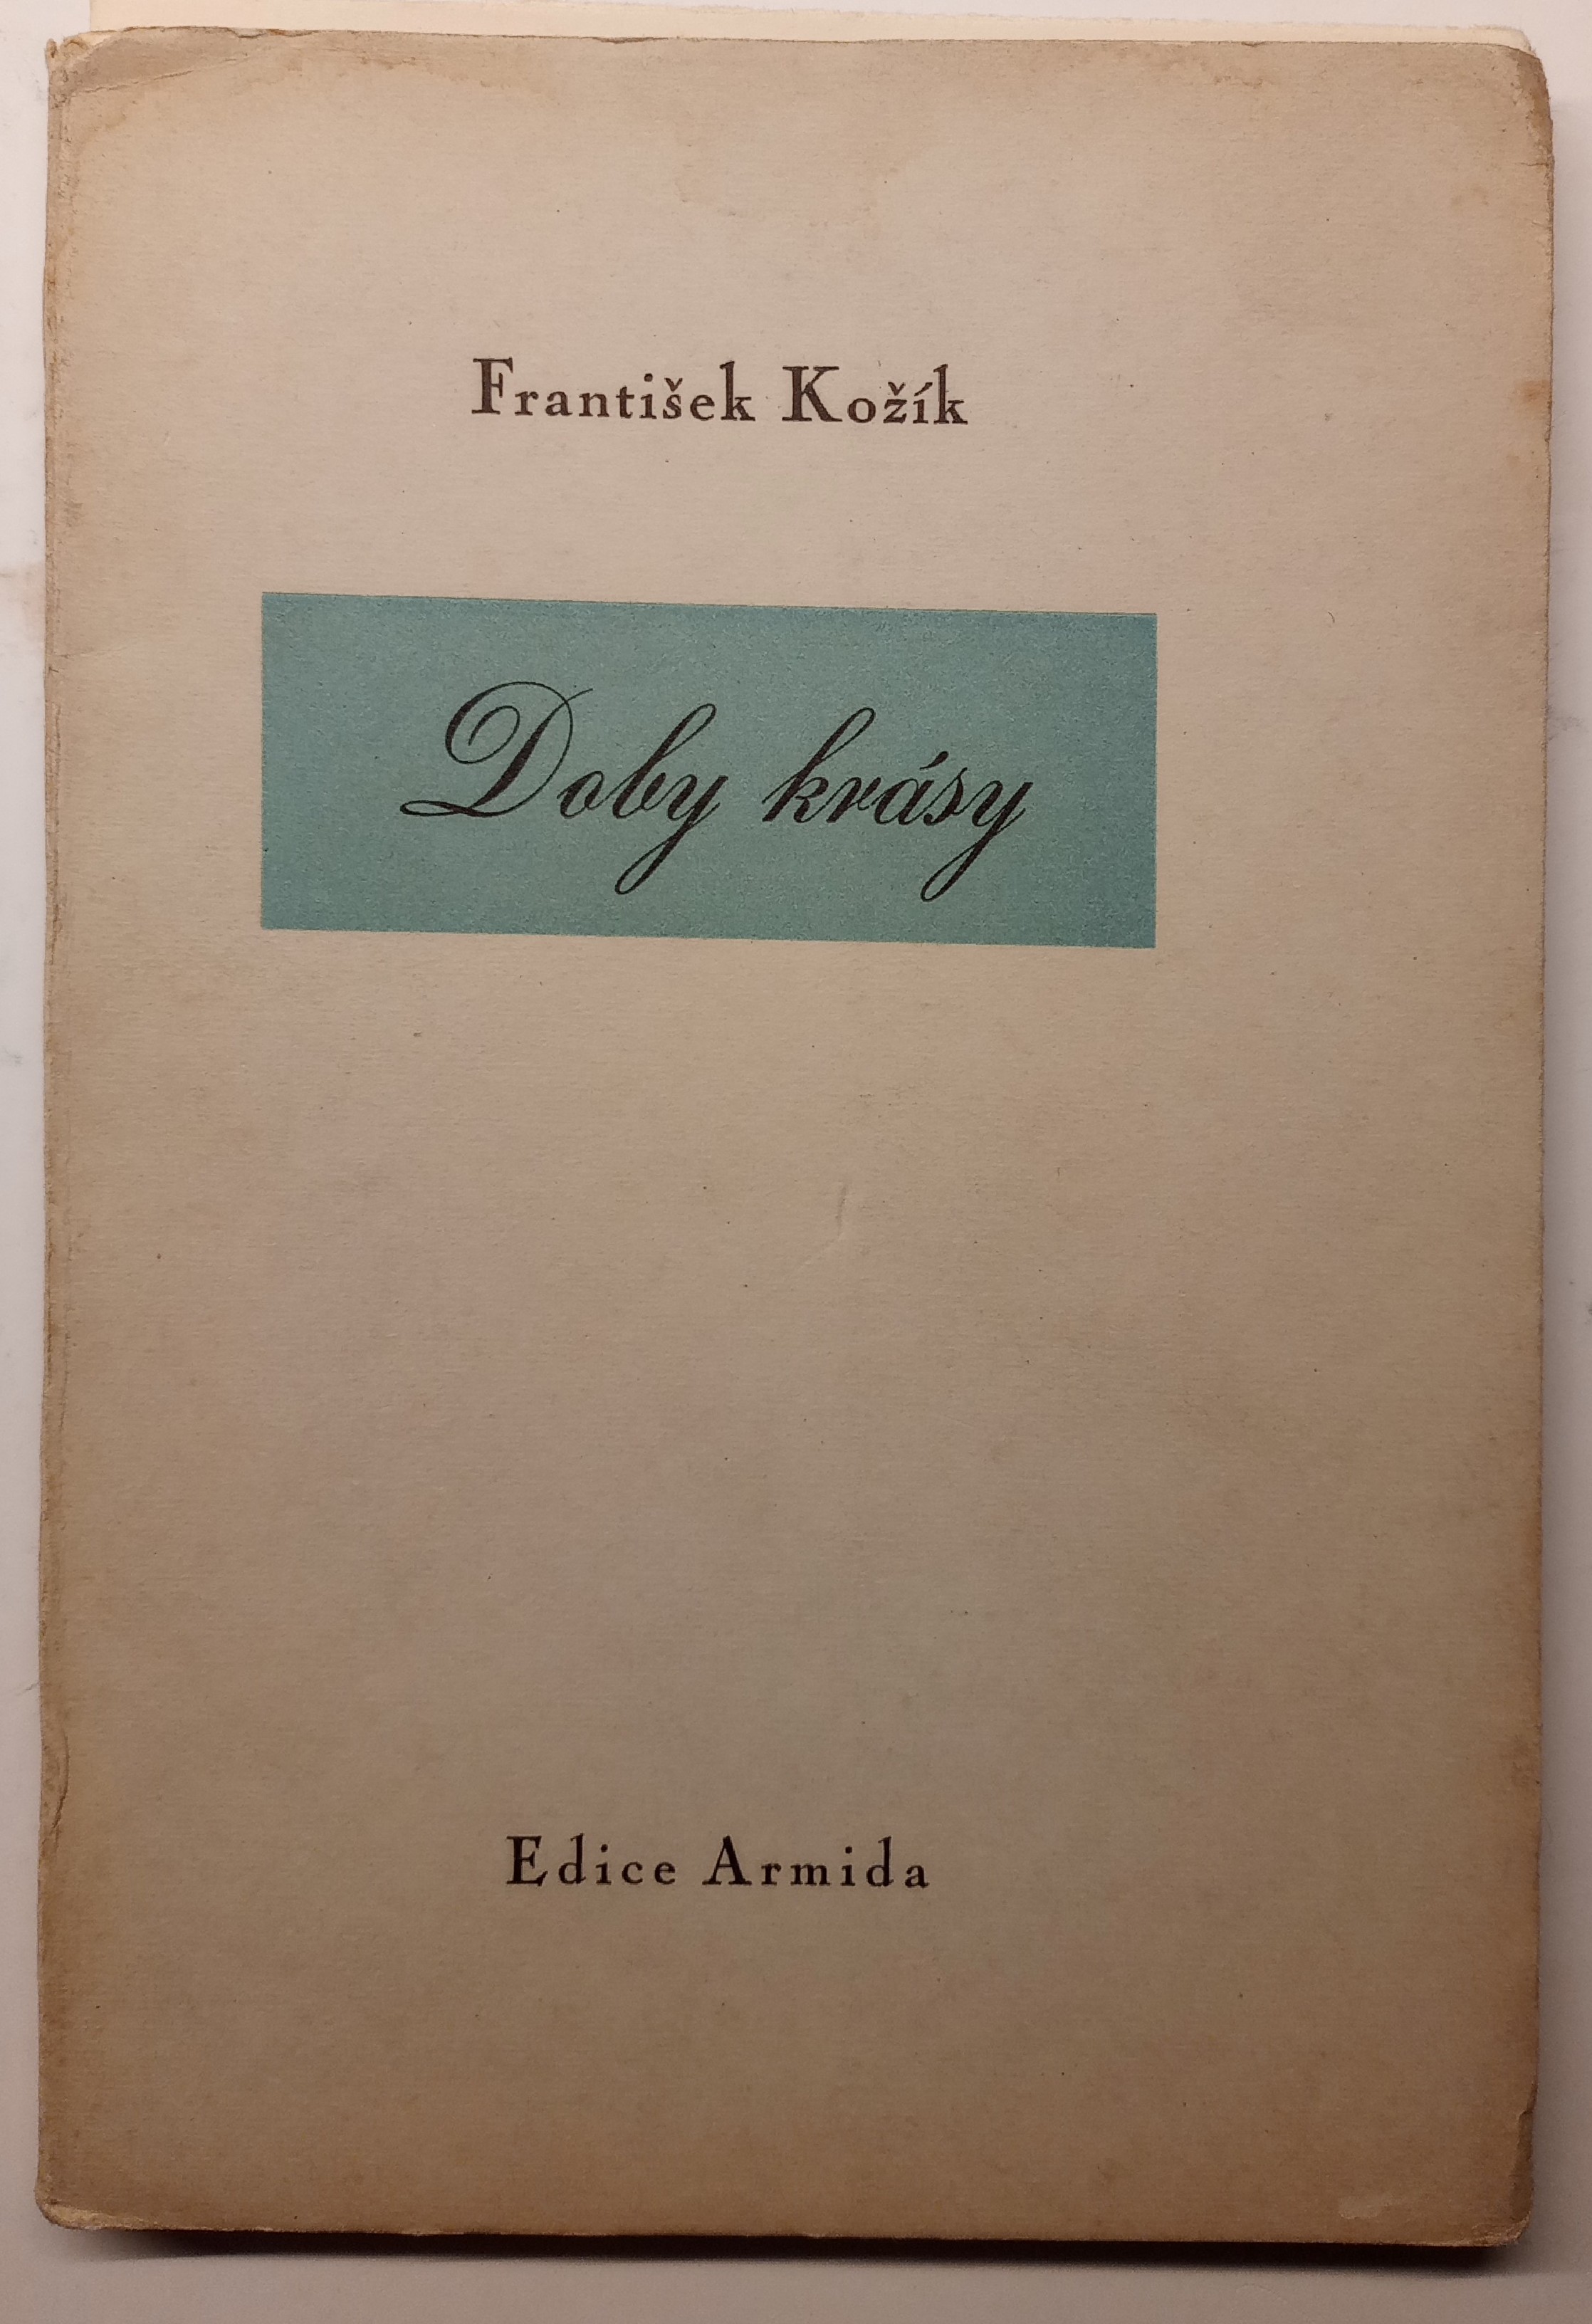 František Kožík
Doby krásy
Edice Armida